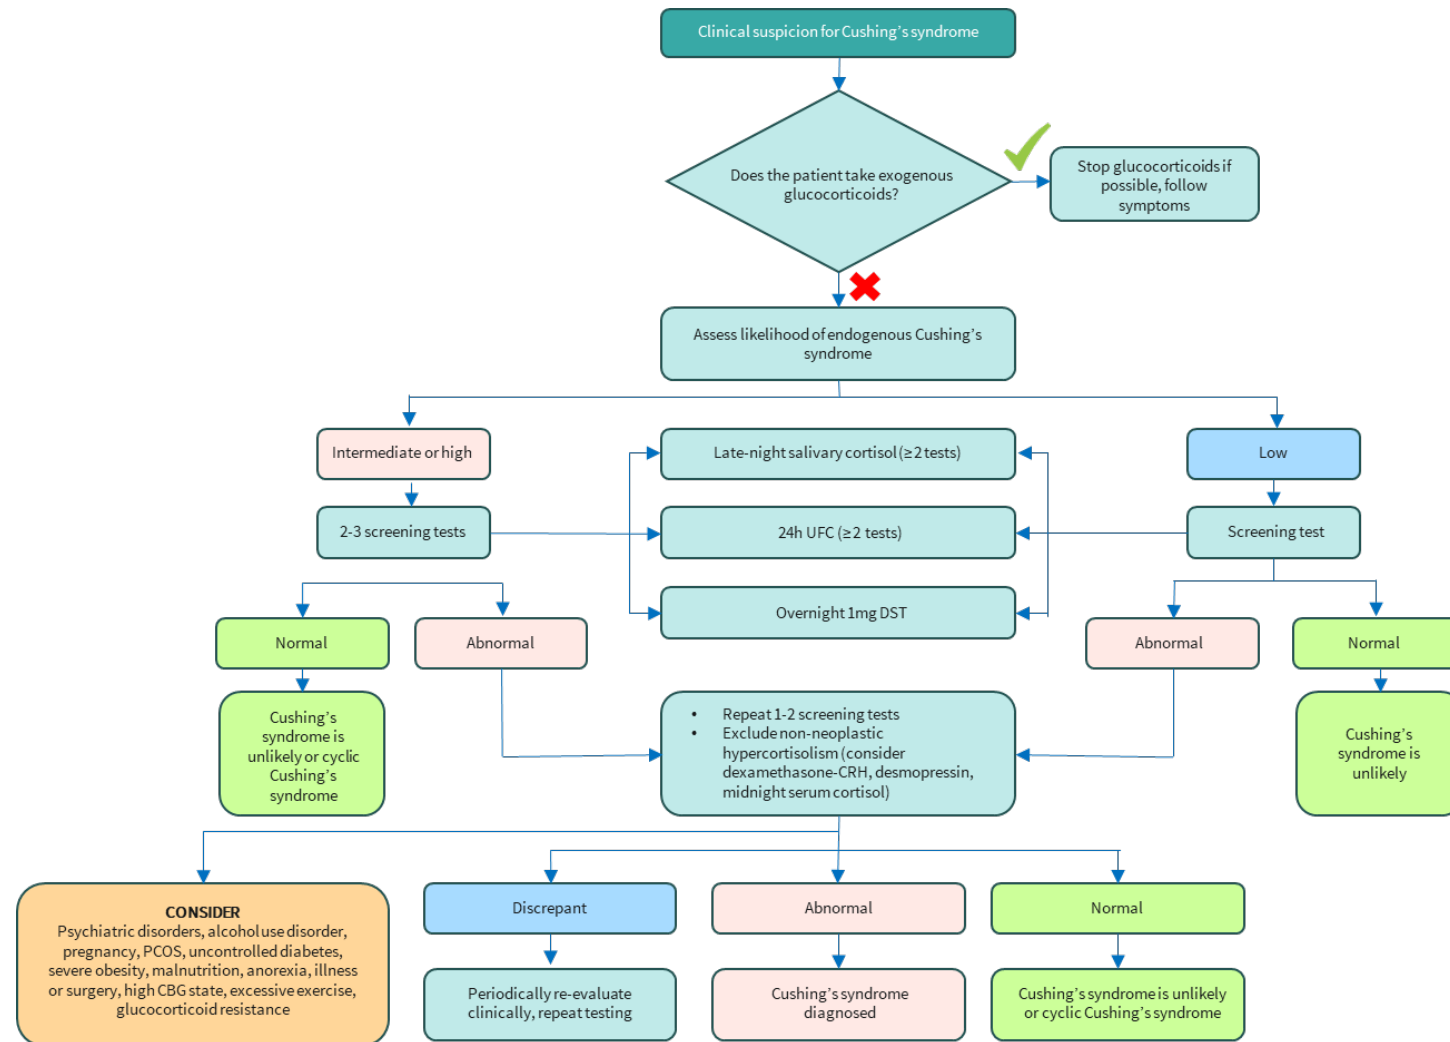 Clinical suspicion for Cushing's syndrome
Does the patient take exogenous
glucocorticoids?
Stop glucocorticoids if
possible, follow
symptoms
Assess likelihood of endogenous Cushing's
syndrome
Intermediate or high
Late-night salivary cortisol (≥2 tests)
Low
2-3 screening tests
24h UFC (≥2 tests)
Screening test
Overnight 1mg DST
Normal
Abnormal
Abnormal
Normal
Cushing's
syndrome is
unlikely or cyclic
Cushing's
syndrome
• Repeat 1-2 screening tests
• Exclude non-neoplastic
hypercortisolism (consider
dexamethasone-CRH, desmopressin,
midnight serum cortisol)
Cushing's
syndrome is
unlikely
CONSIDER
Psychiatric disorders, alcohol use disorder,
pregnancy, PCOS, uncontrolled diabetes,
severe obesity, malnutrition, anorexia, illness
or surgery, high CBG state, excessive exercise,
glucocorticoid resistance
Discrepant
Abnormal
Normal
Periodically re-evaluate
clinically, repeat testing
Cushing's syndrome
diagnosed
Cushing's syndrome is unlikely
or cyclic Cushing's syndrome